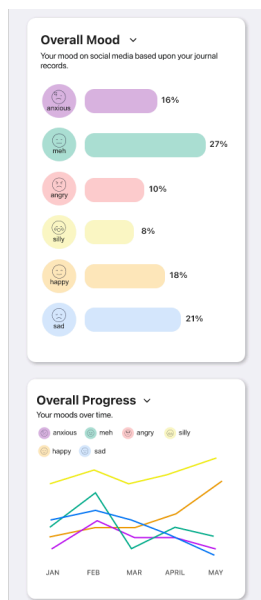 Overall Mood
Your mood on social media based upon your journal
records.
anxious
16%
meh
27%
angry
10%
silly
8%
happy
18%
sad
21%
Overall Progress
Your moods over time.
anxious meh angry silly
happy sad
JAN FEB MAR APRIL MAY